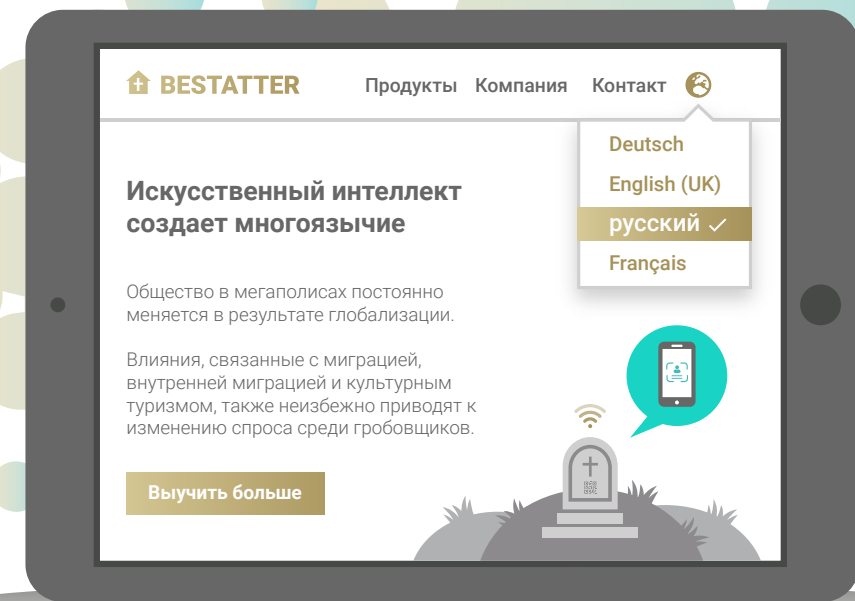 BESTATTER
Продукты Компания Контакт
Deutsch
English (UK)
русский
Français
Искусственный интеллект
создает многоязычие
Общество в мегаполисах постоянно
меняется в результате глобализации.
Влияния, связанные с миграцией,
внутренней миграцией и культурным
туризмом, также неизбежно приводят к
изменению спроса среди гробовщиков.
Выучить больше